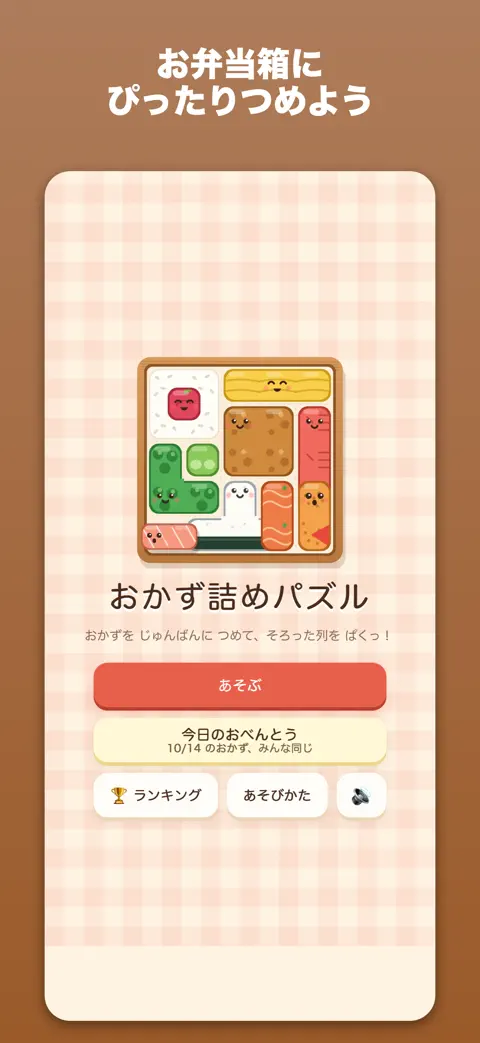 お弁当箱に
ぴったりつめよう
おかず詰めパズル
おかずを じゅんばんに つめて、そろった列を ぱくっ！
あそぶ
今日のおべんとう
10/14 のおかず、みんな同じ
ランキング
あそびかた